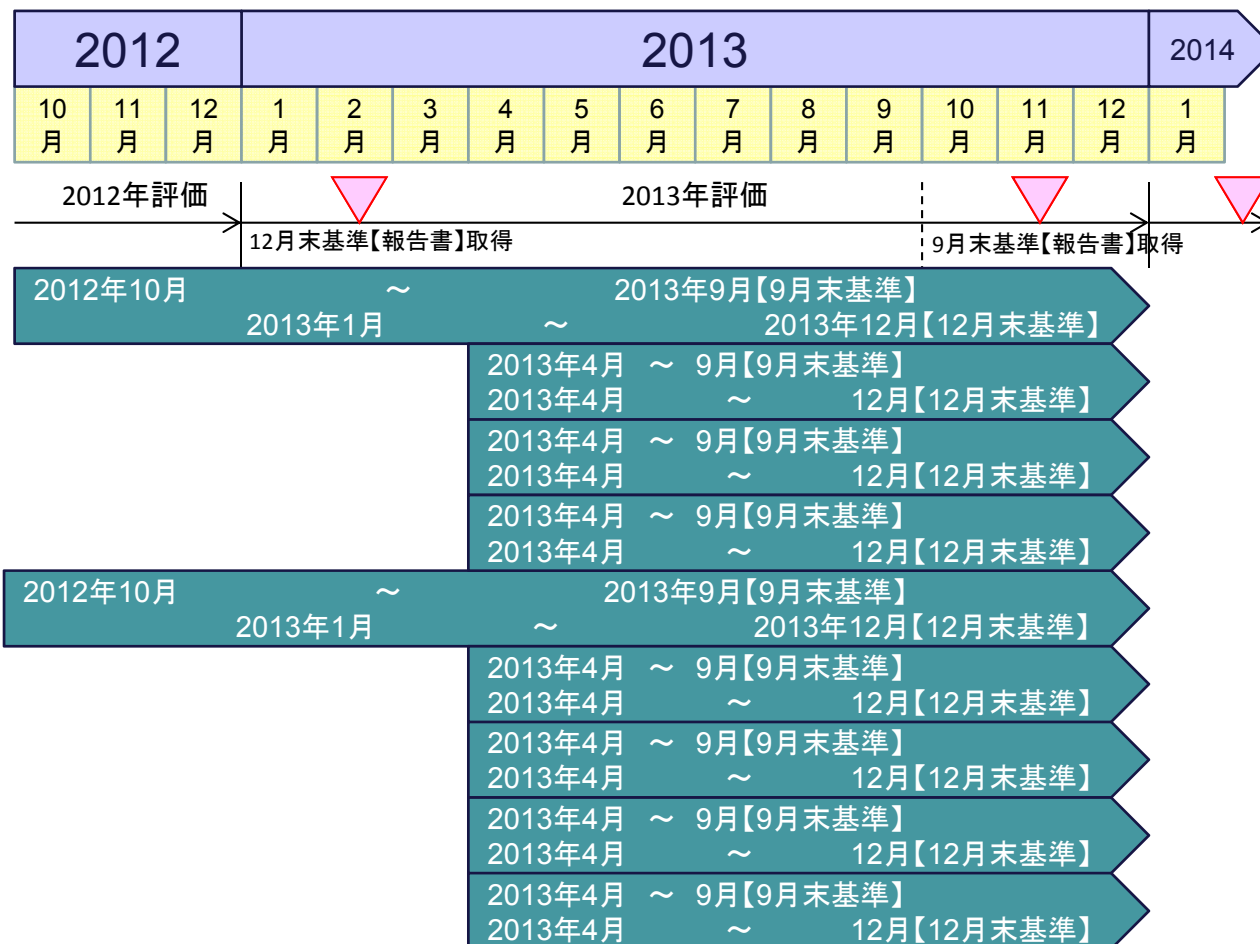 2012 2013 2014
10月 11月 12月 1月 2月 3月 4月 5月 6月 7月 8月 9月 10月 11月 12月 1月
2012年評価 2013年評価
12月末基準【報告書】取得 9月末基準【報告書】取得
2012年10月 ～ 2013年9月【9月末基準】
2013年1月 ～ 2013年12月【12月末基準】
2013年4月 ～ 9月【9月末基準】
2013年4月 ～ 12月【12月末基準】
2013年4月 ～ 9月【9月末基準】
2013年4月 ～ 12月【12月末基準】
2013年4月 ～ 9月【9月末基準】
2013年4月 ～ 12月【12月末基準】
2012年10月 ～ 2013年9月【9月末基準】
2013年1月 ～ 2013年12月【12月末基準】
2013年4月 ～ 9月【9月末基準】
2013年4月 ～ 12月【12月末基準】
2013年4月 ～ 9月【9月末基準】
2013年4月 ～ 12月【12月末基準】
2013年4月 ～ 9月【9月末基準】
2013年4月 ～ 12月【12月末基準】
2013年4月 ～ 9月【9月末基準】
2013年4月 ～ 12月【12月末基準】